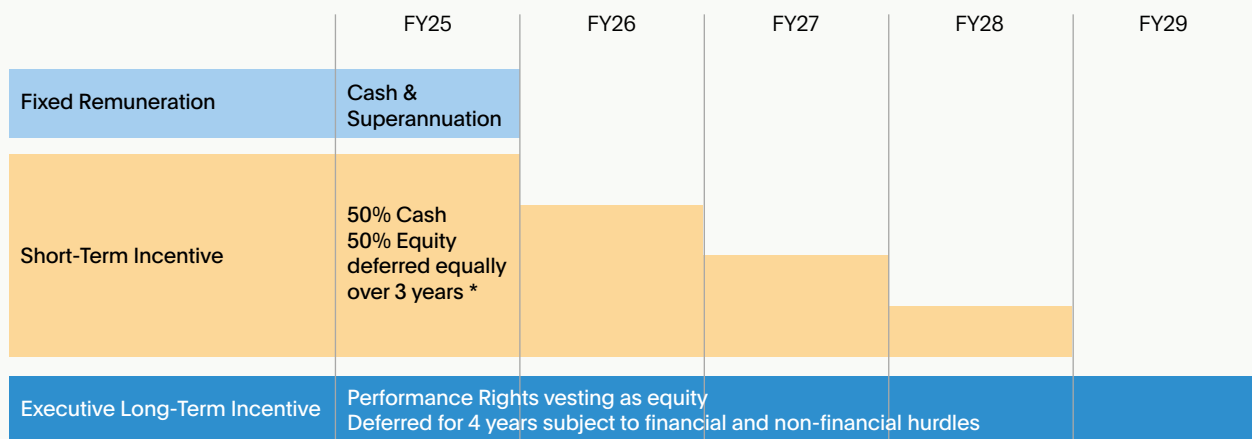 FY25 FY26 FY27 FY28 FY29
Fixed Remuneration
Cash &
Superannuation
Short-Term Incentive
50% Cash
50% Equity
deferred equally
over 3 years *
Executive Long-Term Incentive
Performance Rights vesting as equity
Deferred for 4 years subject to financial and non-financial hurdles